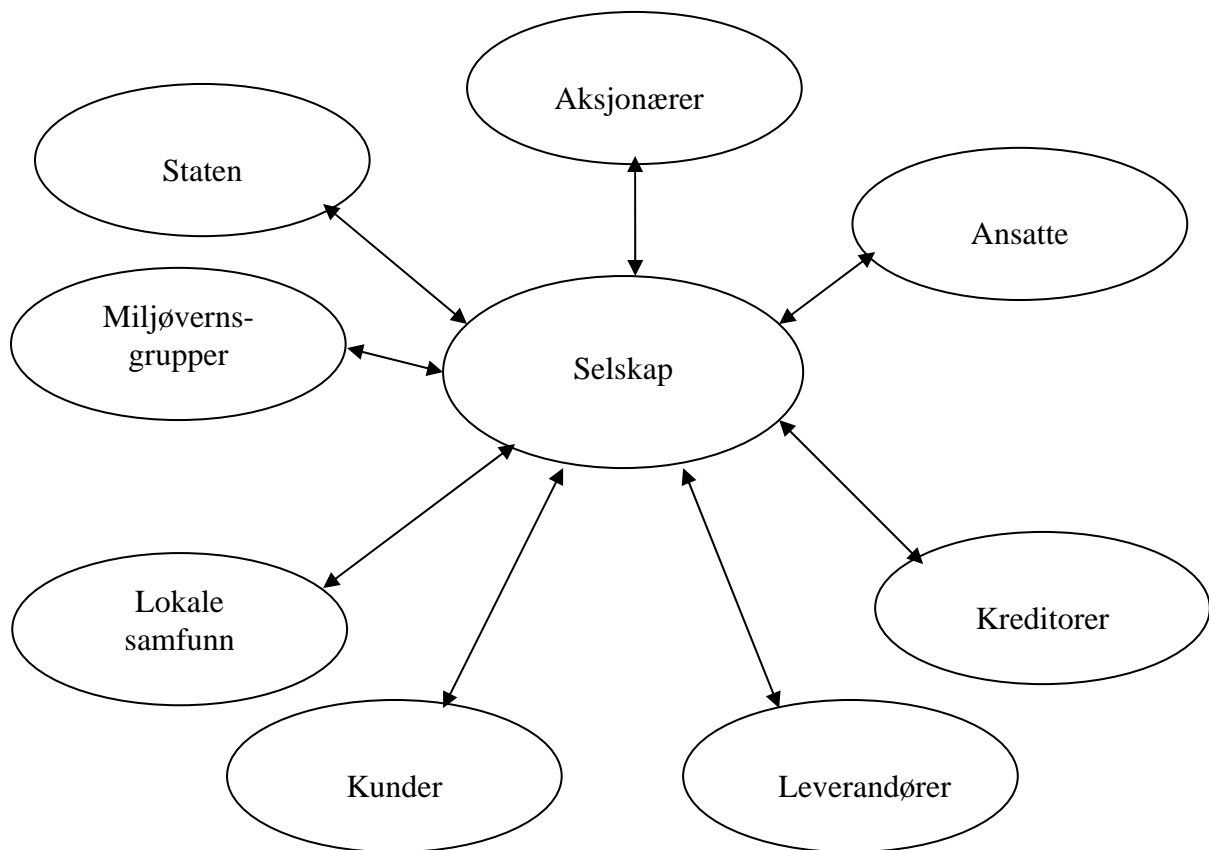 Aksjonærer
Staten
Ansatte
Miljøverns-
grupper
Selskap
Lokale
samfunn
Kreditorer
Kunder
Leverandører